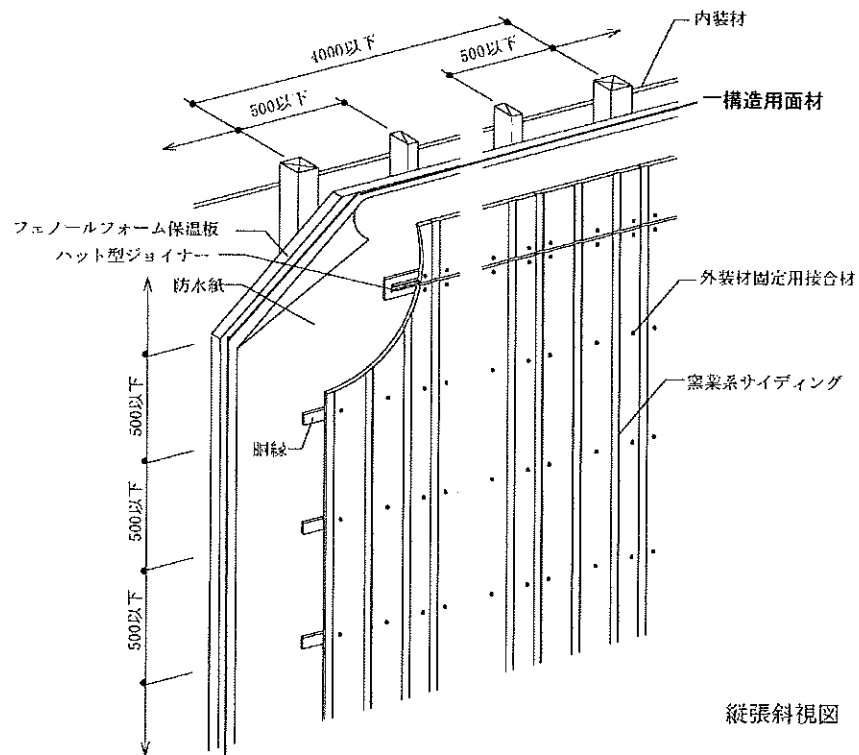 内装材
4000以下
500以下
構造用面材
500以下
フェノールフォーム保温板
ハット型ジョイナー
防水紙
外装材固定用接合材
窯業系サイディング
500以下
胴縁
500以下
500以下
縦張斜視図